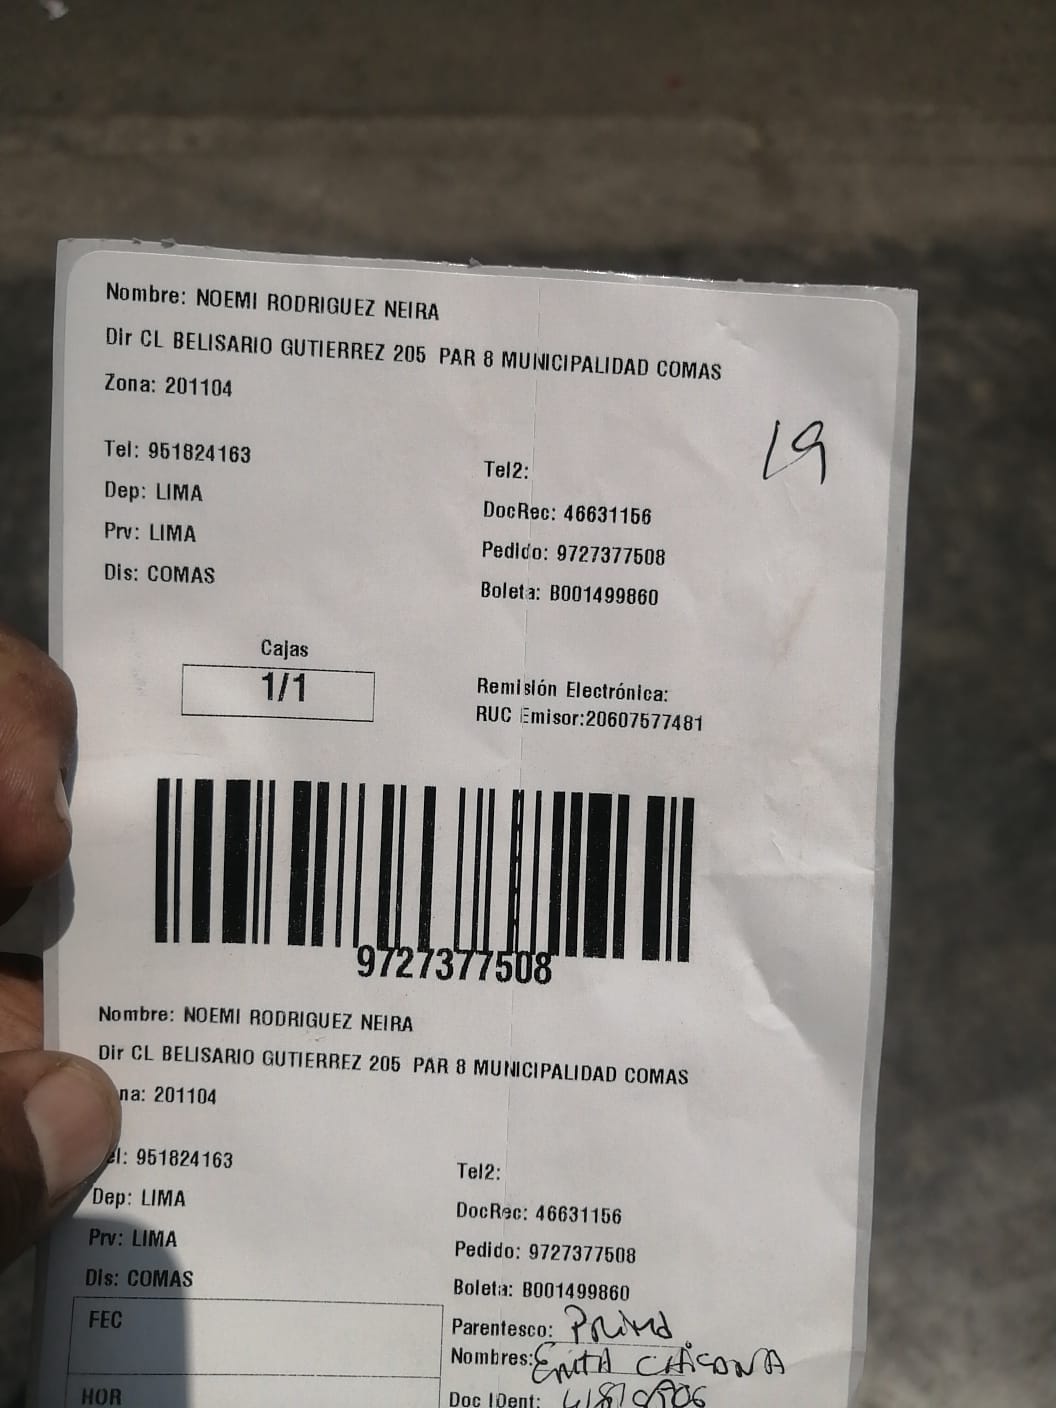 Nombre: NOEMI RODRIGUEZ NEIRA
Dir CL BELISARIO GUTIERREZ 205 PAR 8 MUNICIPALIDAD COMAS
Zona: 201104
19
Tel: 951824163
Tel2:
Dep: LIMA
DocRec: 46631156
Prv: LIMA
Pedido: 9727377508
Dis: COMAS
Boleta: B001499860
Cajas
1/1
Remisión Electrónica:
RUC Emisor:20607577481
9727377508
Nombre: NOEMI RODRIGUEZ NEIRA
Dir CL BELISARIO GUTIERREZ 205 PAR 8 MUNICIPALIDAD COMAS
na: 201104
el: 951824163
Tel2:
Dep: LIMA
DocRec: 46631156
Prv: LIMA
Pedido: 9727377508
Dis: COMAS
Boleta: B001499860
FEC
Parentesco: Prima
Nombres:
HOR
Doc IDent: